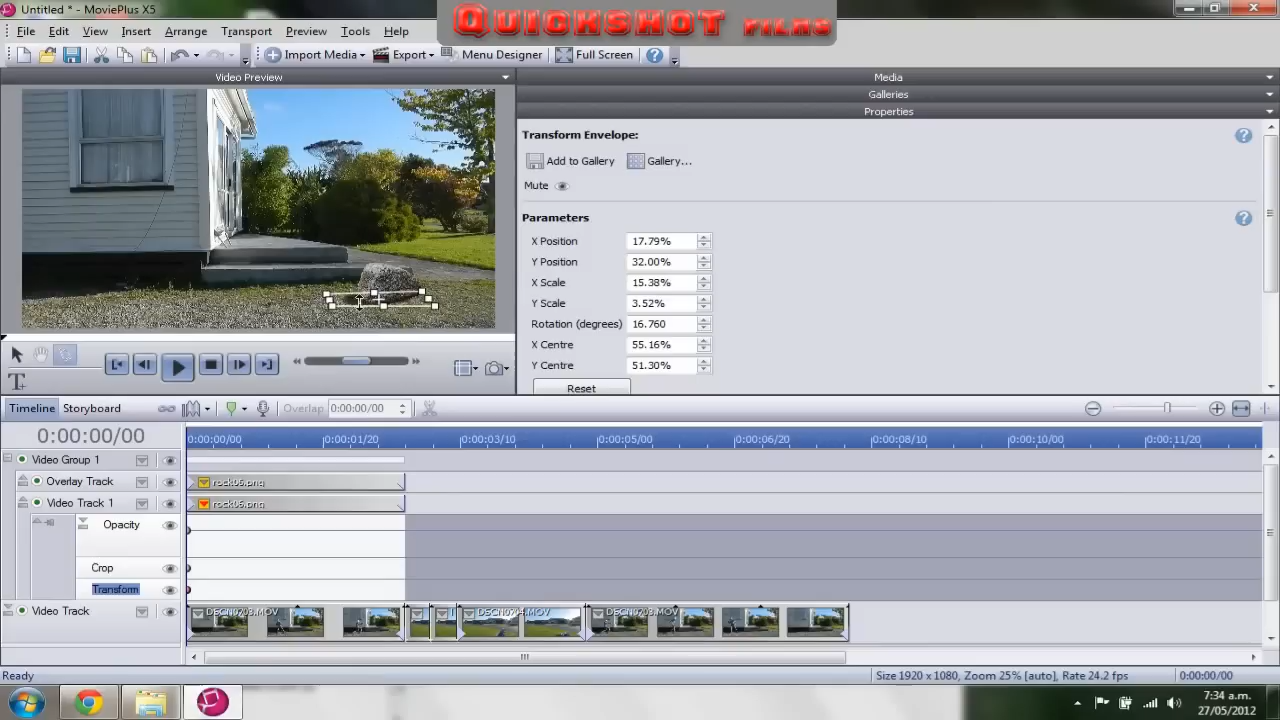 Untitled * - MoviePlus X5
QUICKSHOT FILMS
File Edit View Insert Arrange Transport Preview Tools Help
Import Media Export Menu Designer Full Screen
Video Preview
Media
Galleries
Properties
Transform Envelope:
Add to Gallery Gallery...
Mute
Parameters
X Position 17.79%
Y Position 32.00%
X Scale 15.38%
Y Scale 3.52%
Rotation (degrees) 16.760
X Centre 55.16%
Y Centre 51.30%
Reset
Timeline Storyboard Overlap 0:00:00/00
0:00:00/00 0:00:00/00 0:00:01/20 0:00:03/10 0:00:05/00 0:00:06/20 0:00:08/10 0:00:10/00 0:00:11/20
Video Group 1
Overlay Track rock06.png
Video Track 1 rock06.png
Opacity
Crop
Transform
Video Track DSCN0203.MOV DSCN0204.MOV DSCN0203.MOV
Ready Size 1920 x 1080, Zoom 25% [auto], Rate 24.2 fps 0:00:00/00
7:34 a.m.
27/05/2012